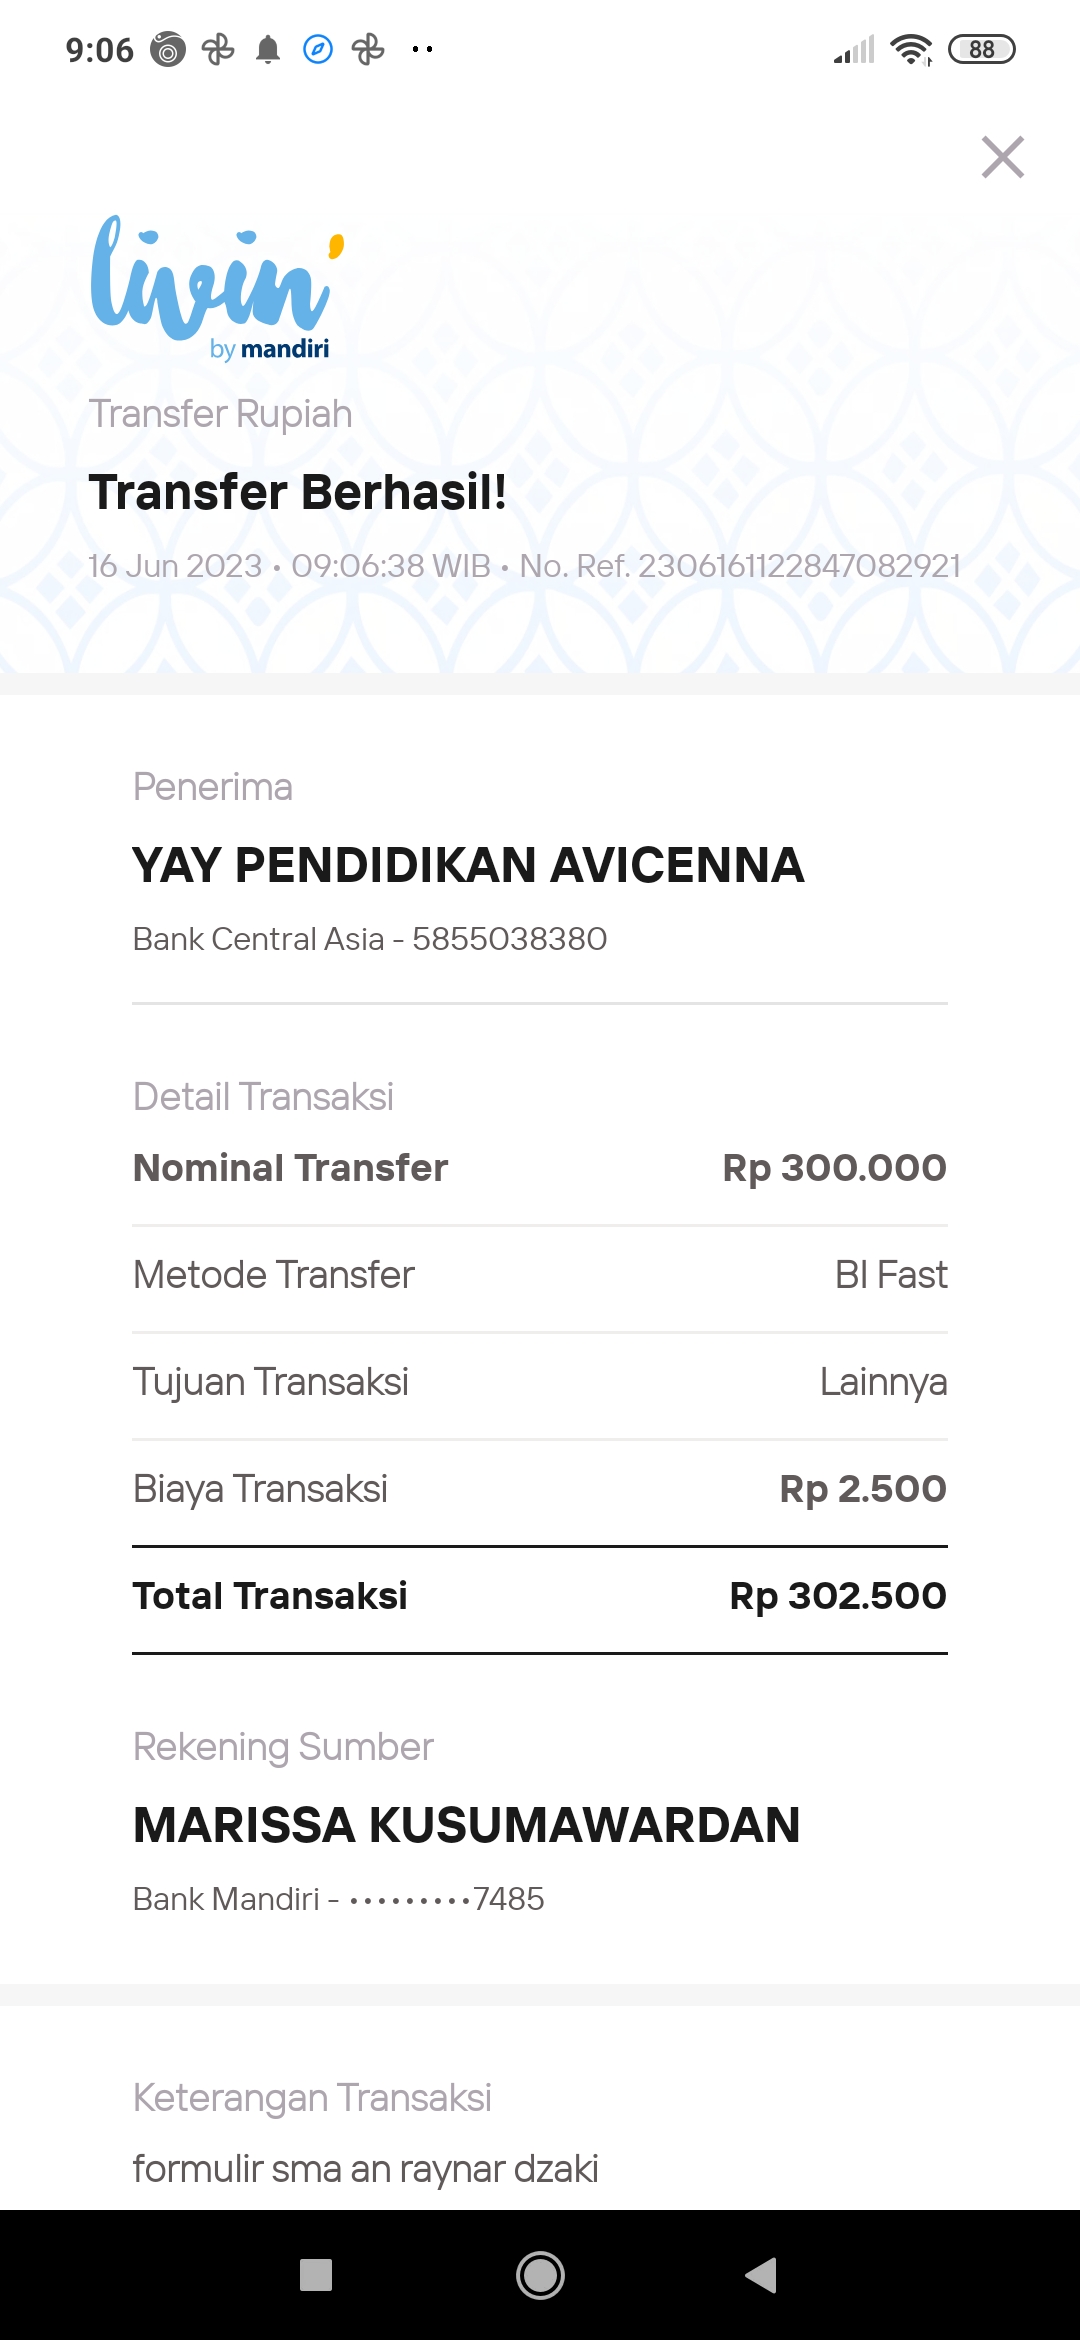 9:06
88
livin'
by mandiri
Transfer Rupiah
Transfer Berhasil!
16 Jun 2023 • 09:06:38 WIB • No. Ref. 2306161122847082921
Penerima
YAY PENDIDIKAN AVICENNA
Bank Central Asia - 5855038380
Detail Transaksi
Nominal Transfer Rp 300.000
Metode Transfer BI Fast
Tujuan Transaksi Lainnya
Biaya Transaksi Rp 2.500
Total Transaksi Rp 302.500
Rekening Sumber
MARISSA KUSUMAWARDAN
Bank Mandiri - •••••••••7485
Keterangan Transaksi
formulir sma an raynar dzaki